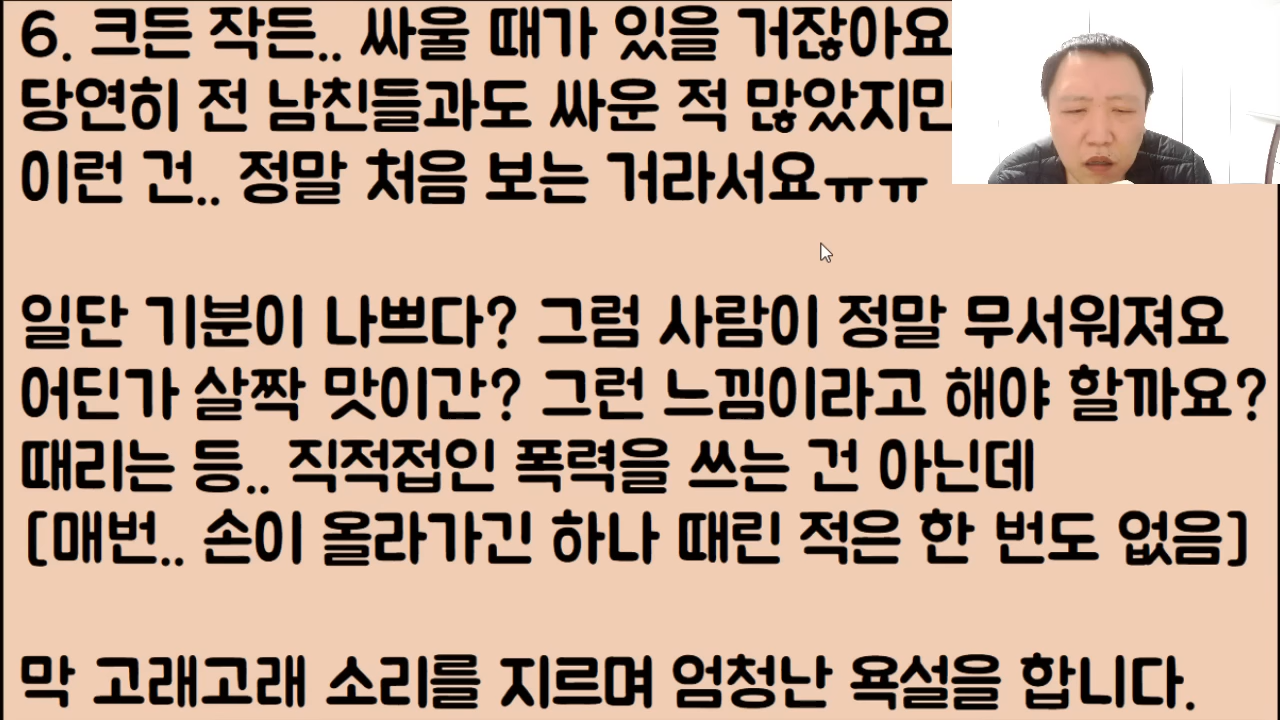 6. 크든 작든.. 싸울 때가 있을 거잖아요
당연히 전 남친들과도 싸운 적 많았지만
이런 건.. 정말 처음 보는 거라서요ㅠㅠ
일단 기분이 나쁘다? 그럼 사람이 정말 무서워져요
어딘가 살짝 맛이간? 그런 느낌이라고 해야 할까요?
때리는 등.. 직적접인 폭력을 쓰는 건 아닌데
[매번.. 손이 올라가긴 하나 때린 적은 한 번도 없음]
막 고래고래 소리를 지르며 엄청난 욕설을 합니다.